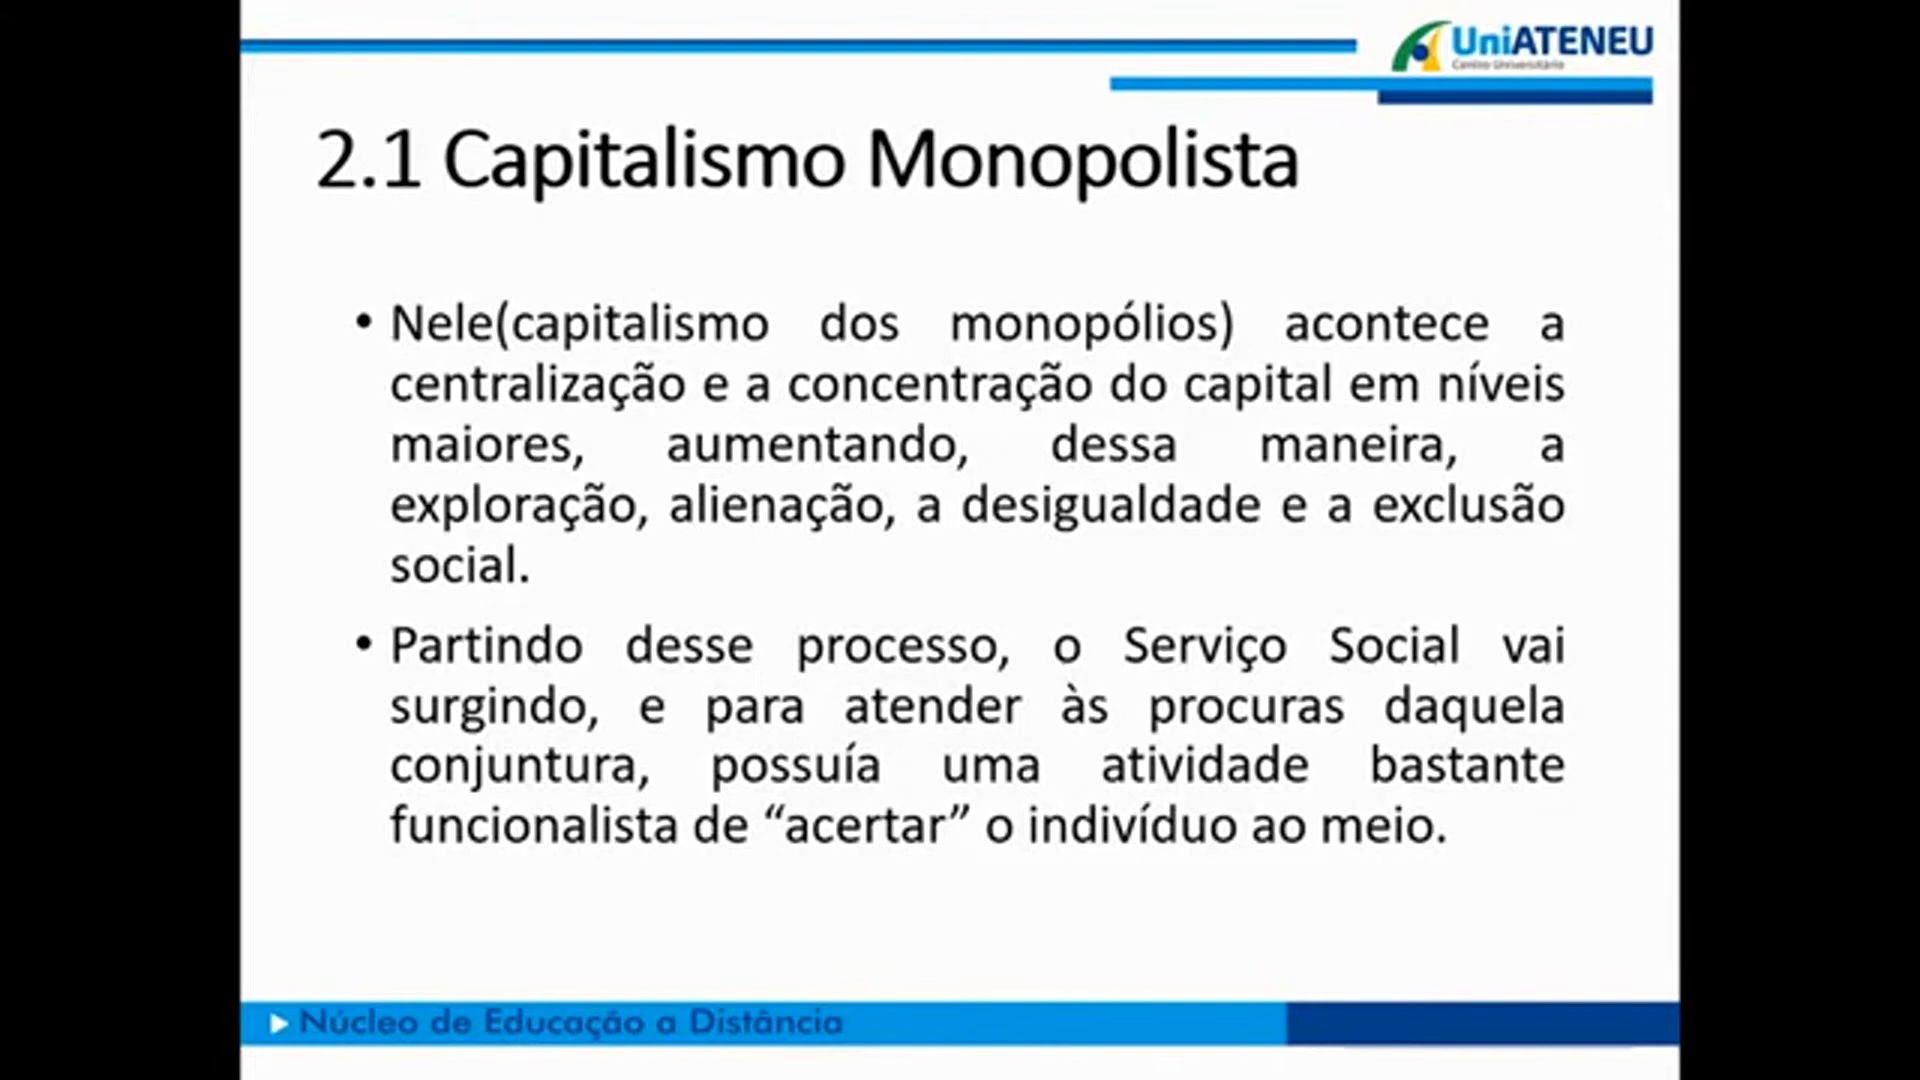 UniATENEU
Centro Universitário
2.1 Capitalismo Monopolista
• Nele(capitalismo dos monopólios) acontece a
centralização e a concentração do capital em níveis
maiores, aumentando, dessa maneira, a
exploração, alienação, a desigualdade e a exclusão
social.
• Partindo desse processo, o Serviço Social vai
surgindo, e para atender às procuras daquela
conjuntura, possuía uma atividade bastante
funcionalista de “acertar” o indivíduo ao meio.
Núcleo de Educação a Distância